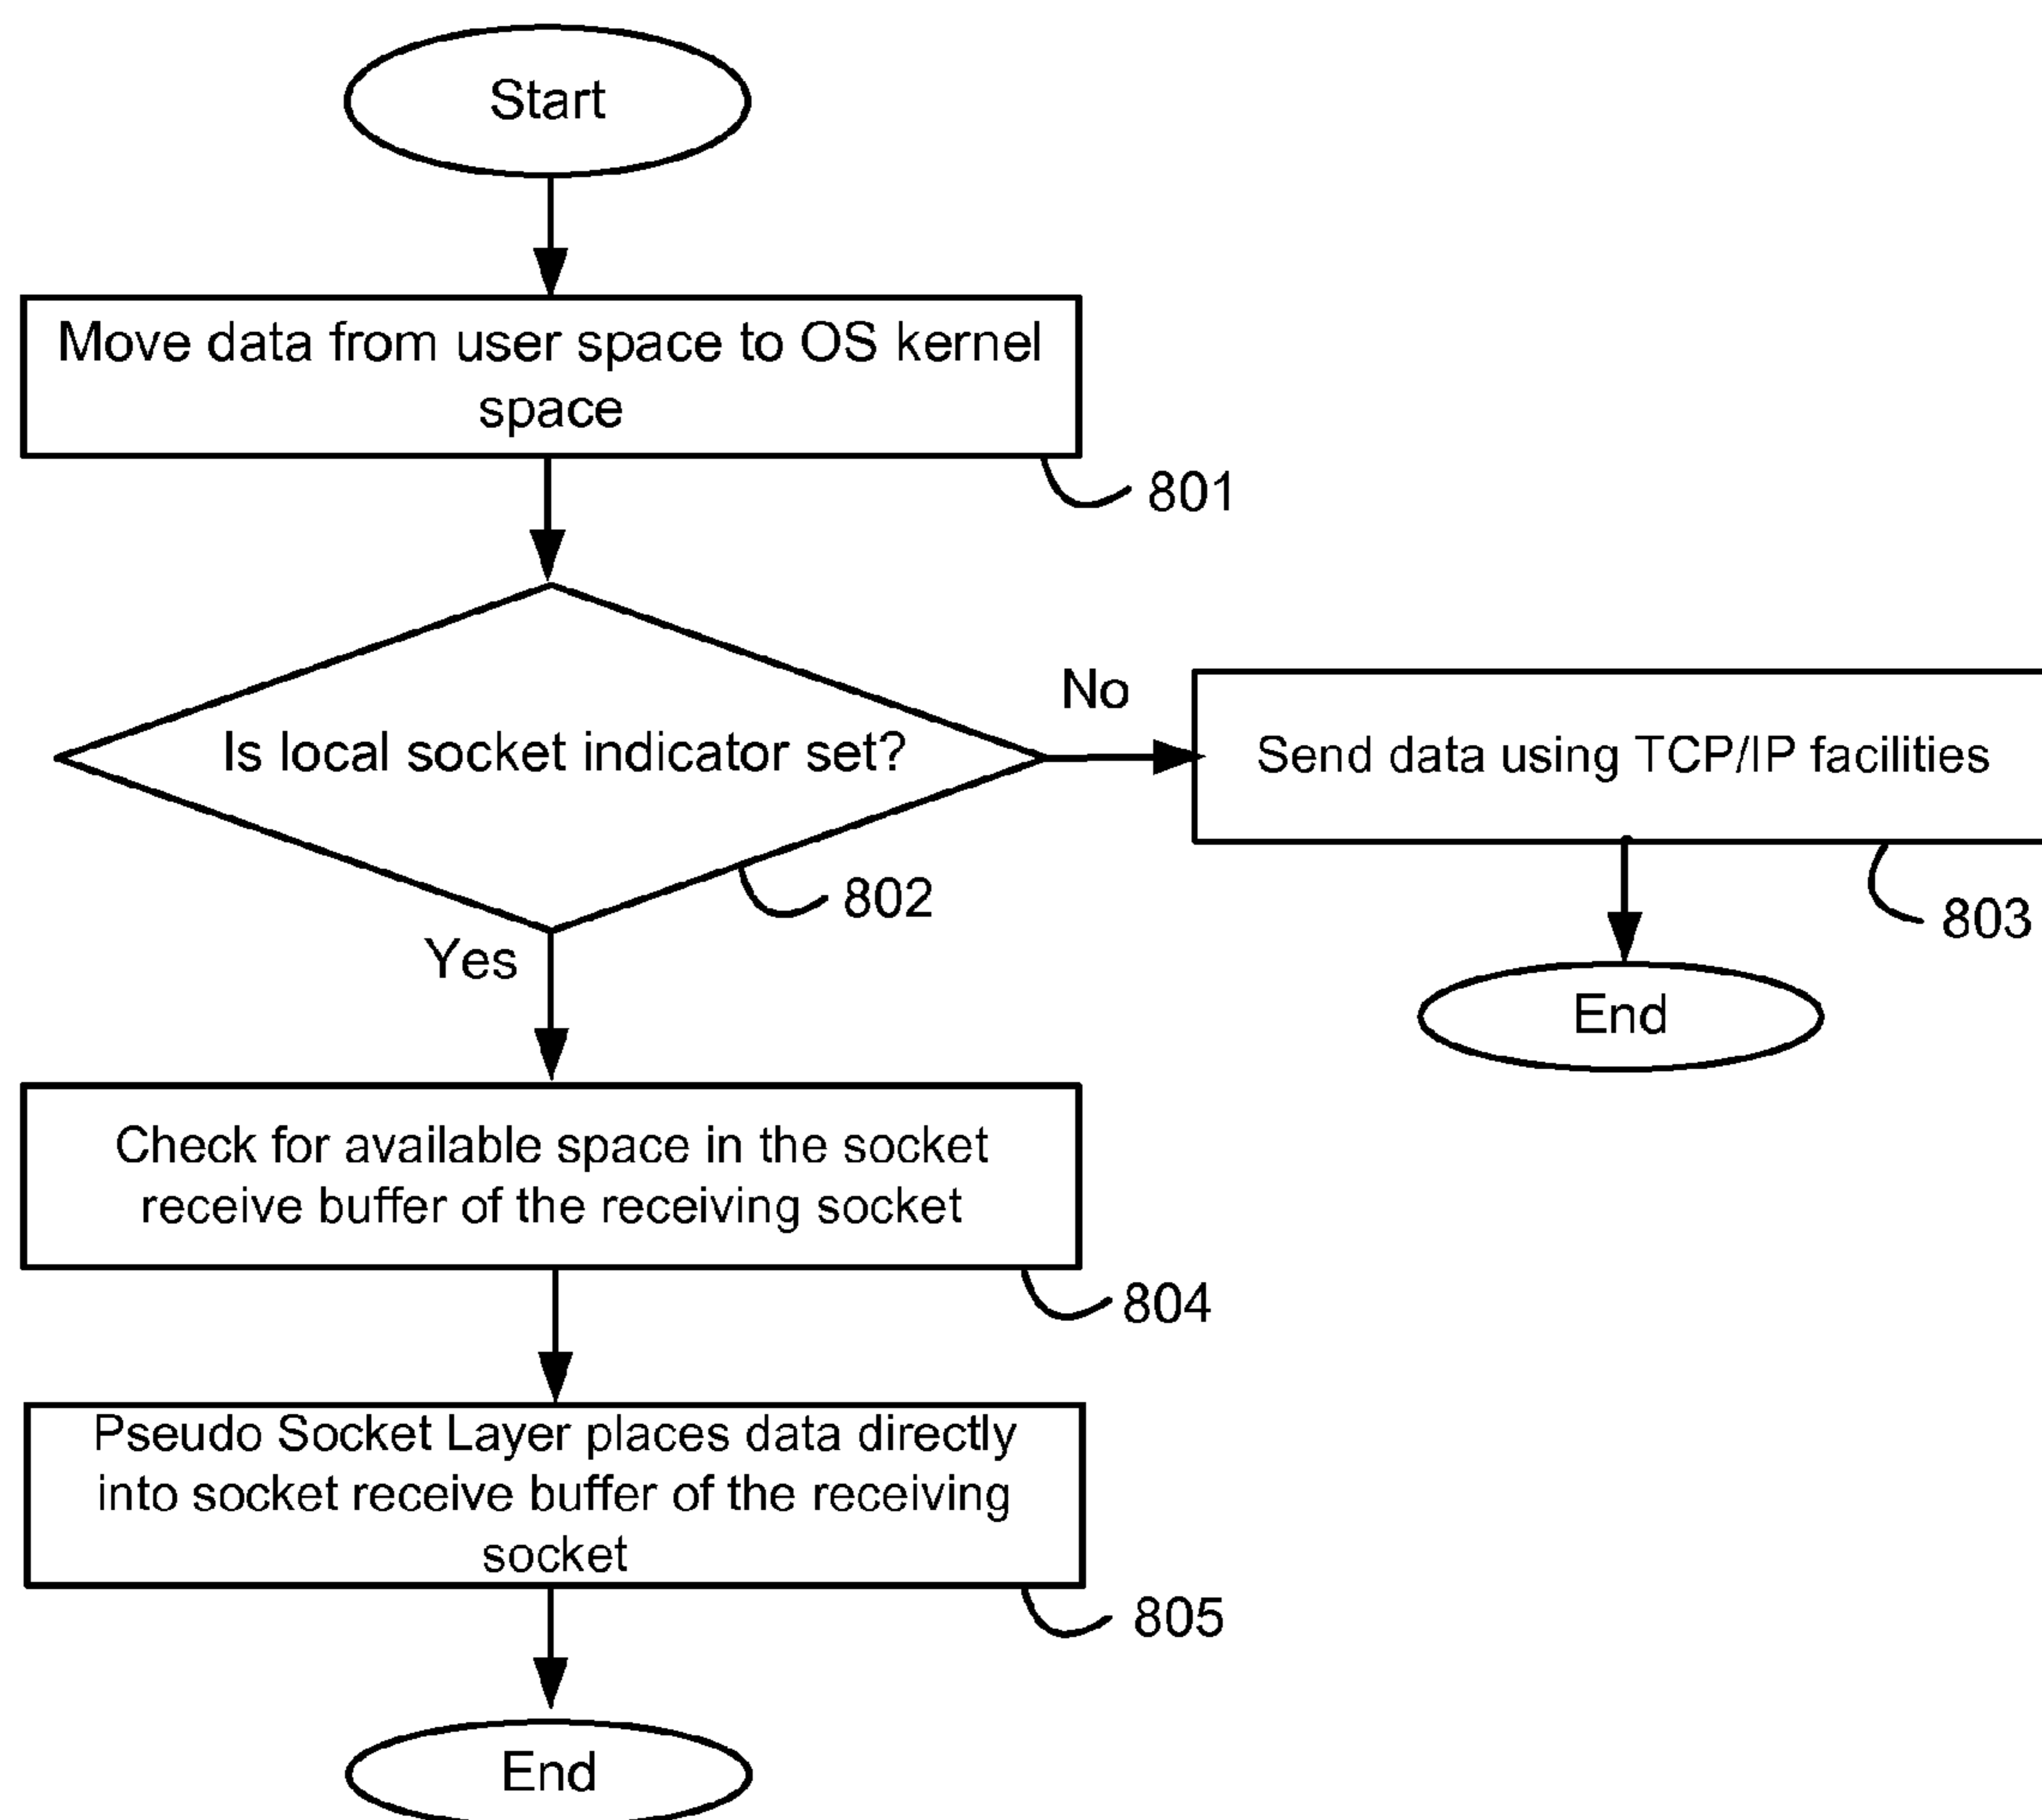 Start
Move data from user space to OS kernel
space
801
Is local socket indicator set?
No
Send data using TCP/IP facilities
802
803
Yes
End
Check for available space in the socket
receive buffer of the receiving socket
804
Pseudo Socket Layer places data directly
into socket receive buffer of the receiving
socket
805
End